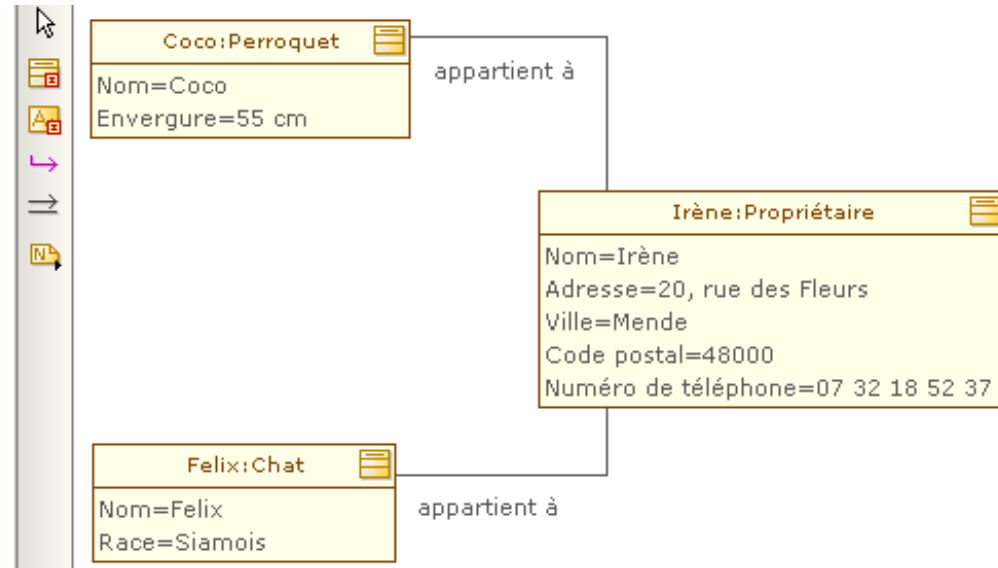 Coco:Perroquet
Nom=Coco
Envergure=55 cm
appartient à
Irène:Propriétaire
Nom=Irène
Adresse=20, rue des Fleurs
Ville=Mende
Code postal=48000
Numéro de téléphone=07 32 18 52 37
Felix:Chat
Nom=Felix
Race=Siamois
appartient à
A
N